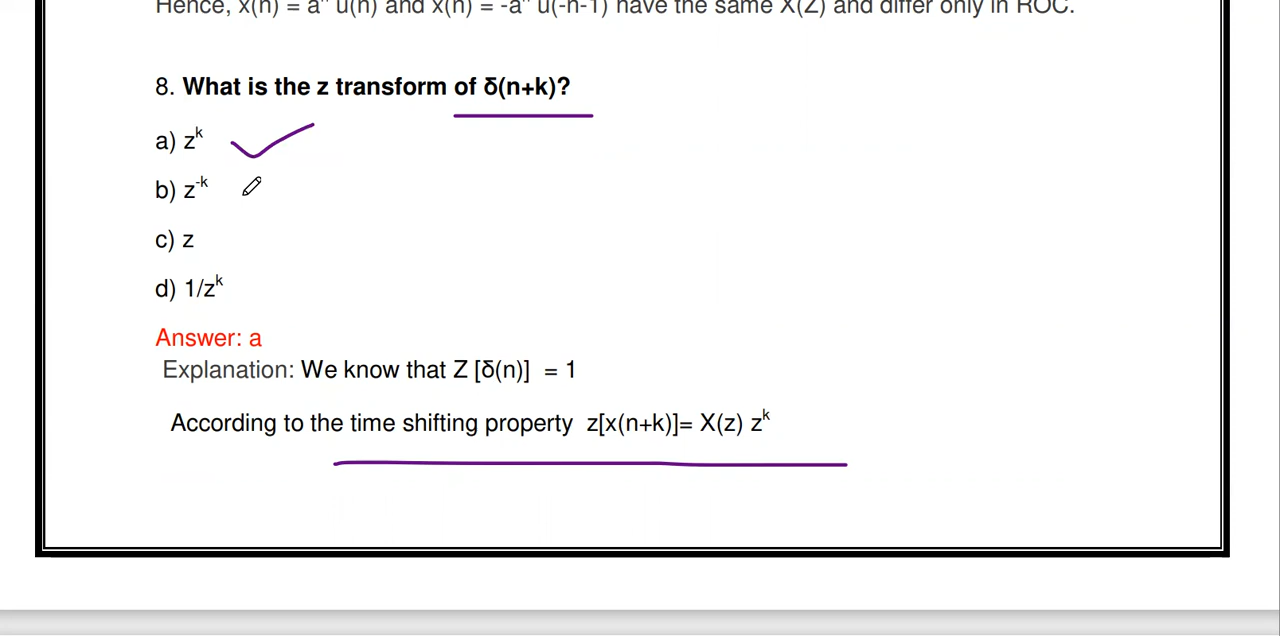 Hence, x(n) = aⁿ u(n) and x(n) = -aⁿ u(-n-1) have the same X(Z) and differ only in ROC.
8. What is the z transform of δ(n+k)?
a) zᵏ
b) z⁻ᵏ
c) z
d) 1/zᵏ
Answer: a
Explanation: We know that Z [δ(n)] = 1
According to the time shifting property z[x(n+k)]= X(z) zᵏ